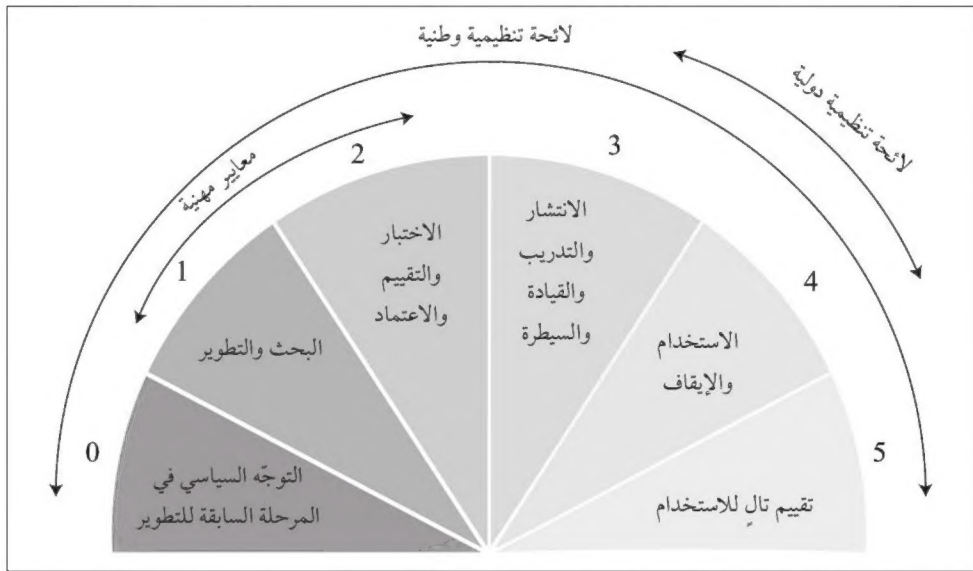 لائحة تنظيمية وطنية
لائحة تنظيمية دولية
معايير مهنية
0
التوجّه السياسي في
المرحلة السابقة للتطوير
1
البحث والتطوير
2
الاختبار
والتقييم
والاعتماد
3
الانتشار
والتدريب
والقيادة
والسيطرة
4
الاستخدام
والإيقاف
5
تقييم تالٍ للاستخدام